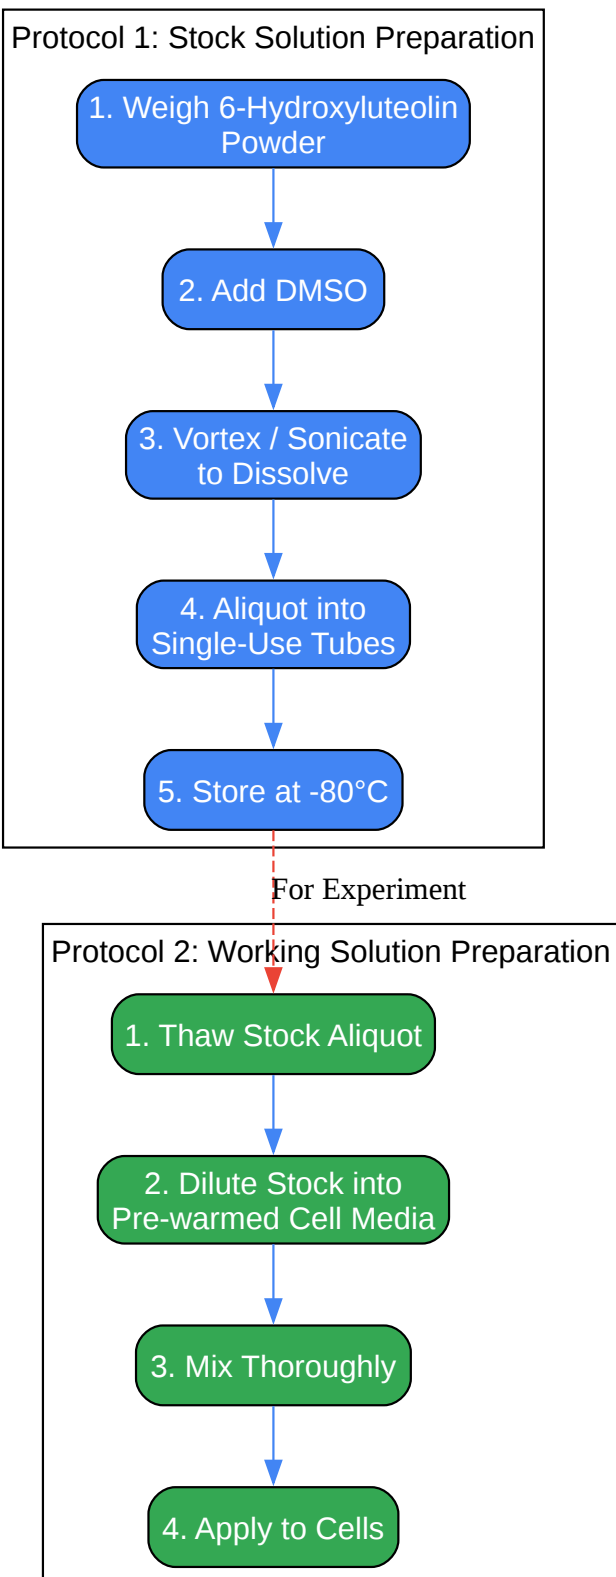 Protocol 1: Stock Solution Preparation
1. Weigh 6-Hydroxyluteolin
Powder
2. Add DMSO
3. Vortex / Sonicate
to Dissolve
4. Aliquot into
Single-Use Tubes
5. Store at -80°C
For Experiment
Protocol 2: Working Solution Preparation
1. Thaw Stock Aliquot
2. Dilute Stock into
Pre-warmed Cell Media
3. Mix Thoroughly
4. Apply to Cells